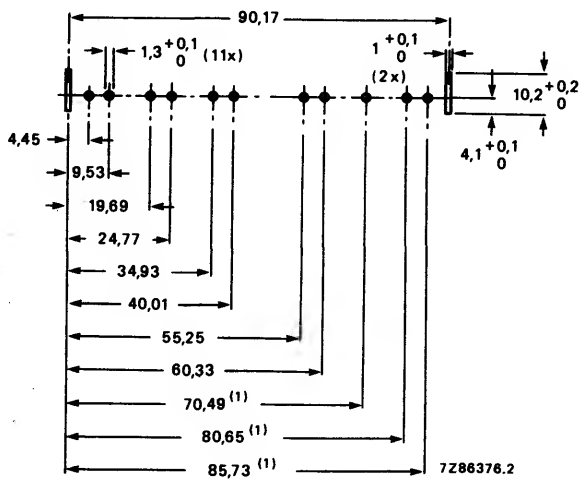 90,17
1,3 +0,1 0 (11x)
1 +0,1 0
(2x)
10,2 +0,2 0
4,1 +0,1 0
4,45
9,53
19,69
24,77
34,93
40,01
55,25
60,33
70,49 (1)
80,65 (1)
85,73 (1)
7Z86376.2